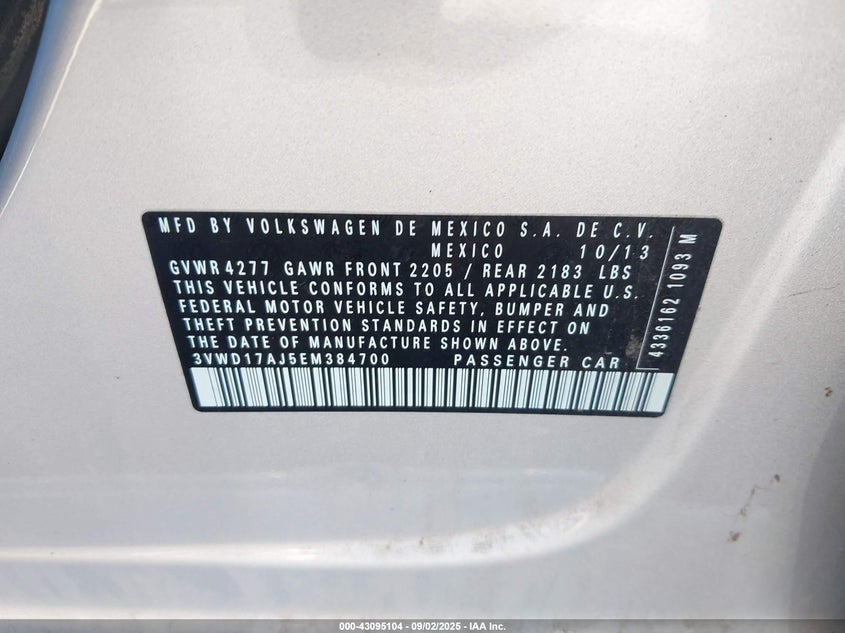 MFD BY VOLKSWAGEN DE MEXICO S.A. DE C.V.
MEXICO 10/13
GVWR 4277 GAWR FRONT 2205 / REAR 2183 LBS
THIS VEHICLE CONFORMS TO ALL APPLICABLE U.S.
FEDERAL MOTOR VEHICLE SAFETY, BUMPER AND
THEFT PREVENTION STANDARDS IN EFFECT ON
THE DATE OF MANUFACTURE SHOWN ABOVE.
3VWD17AJ5EM384700 PASSENGER CAR
4336162 1093 M
000-43095104 - 09/02/2025 - IAA Inc.